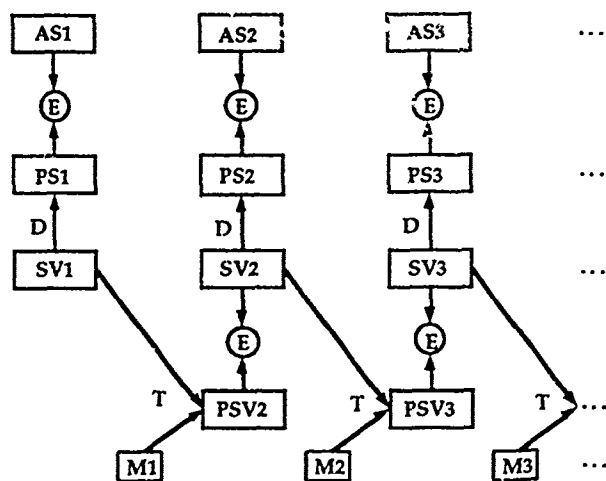 AS1 AS2 AS3 ...
E E E
PS1 PS2 PS3 ...
D D D
SV1 SV2 SV3 ...
E E
T PSV2 T PSV3 T ...
M1 M2 M3 ...